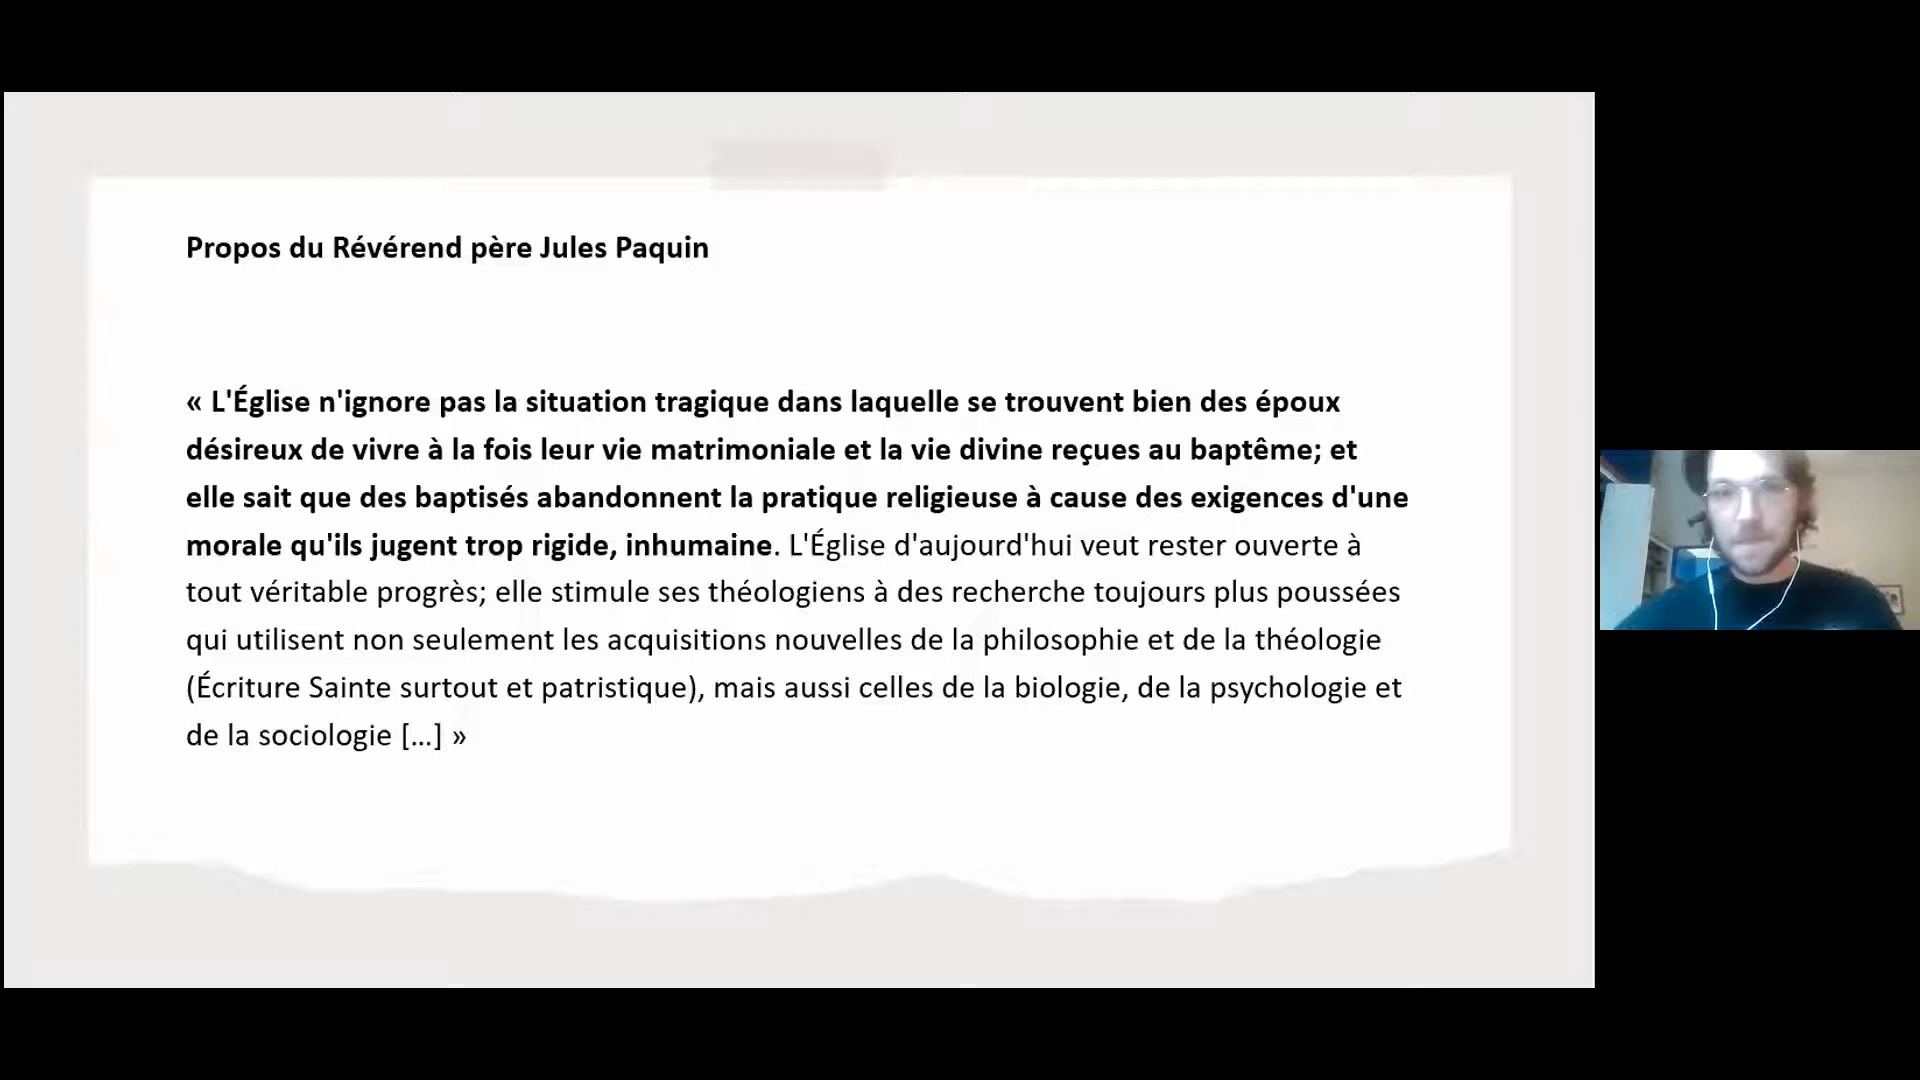 Propos du Révérend père Jules Paquin
« L'Église n'ignore pas la situation tragique dans laquelle se trouvent bien des époux
désireux de vivre à la fois leur vie matrimoniale et la vie divine reçues au baptême; et
elle sait que des baptisés abandonnent la pratique religieuse à cause des exigences d'une
morale qu'ils jugent trop rigide, inhumaine. L'Église d'aujourd'hui veut rester ouverte à
tout véritable progrès; elle stimule ses théologiens à des recherche toujours plus poussées
qui utilisent non seulement les acquisitions nouvelles de la philosophie et de la théologie
(Écriture Sainte surtout et patristique), mais aussi celles de la biologie, de la psychologie et
de la sociologie [...] »